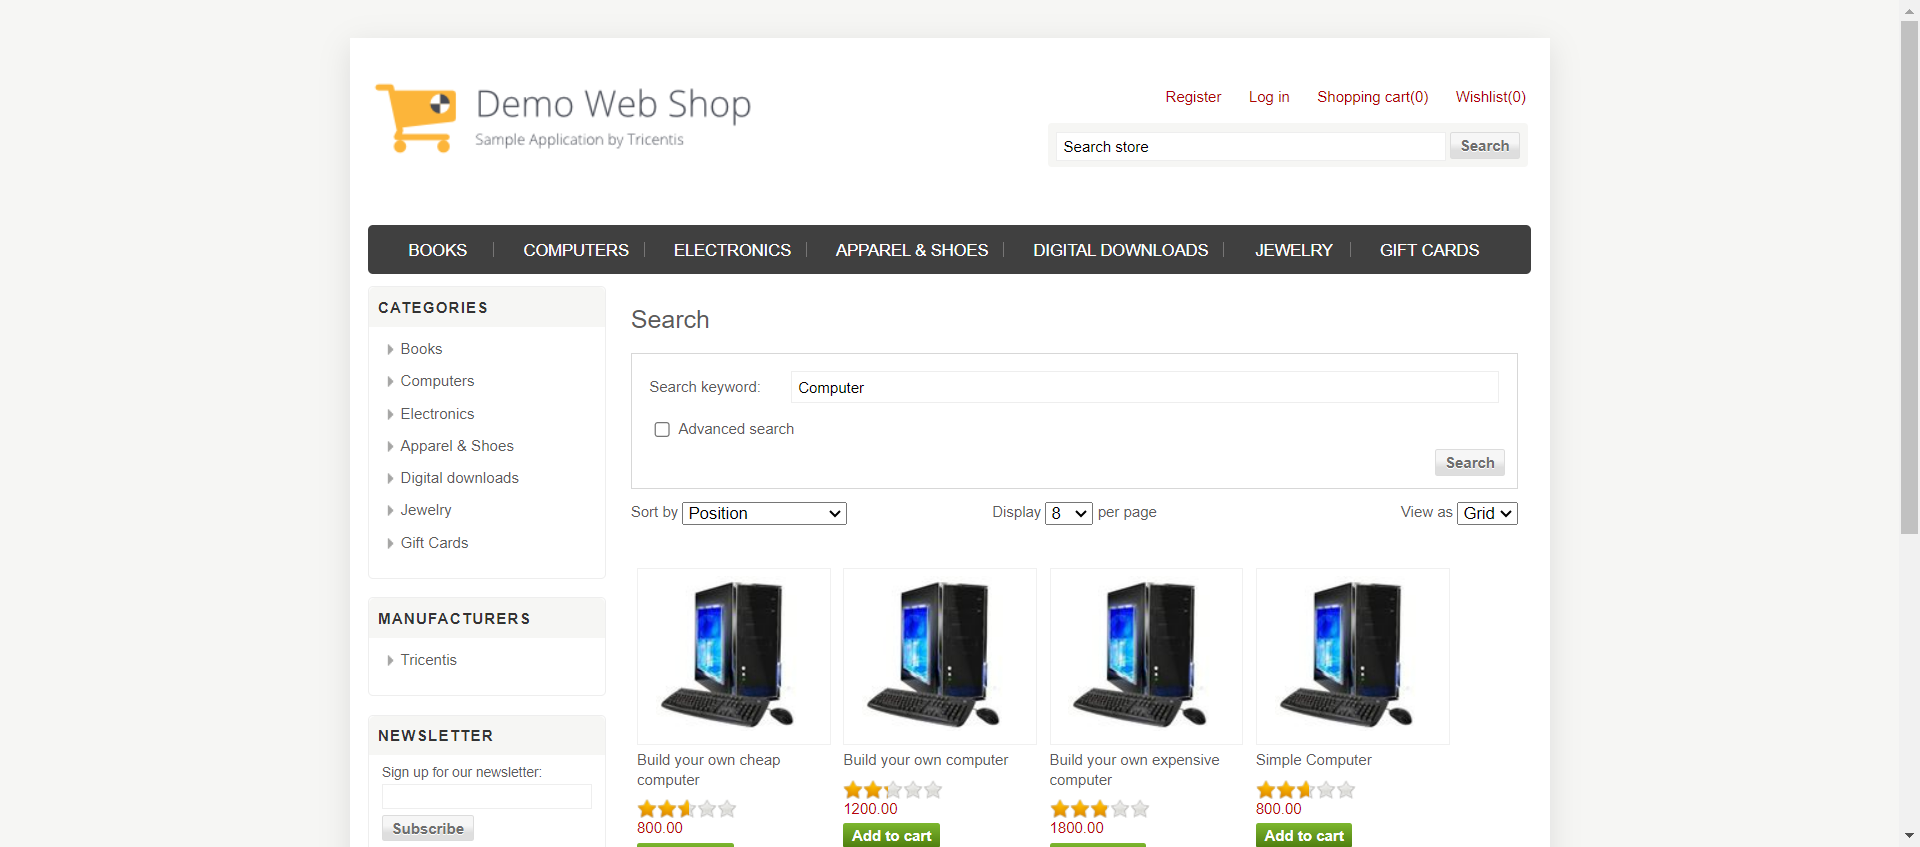 Demo Web Shop
Sample Application by Tricentis
Register Log in Shopping cart(0) Wishlist(0)
Search store Search
BOOKS COMPUTERS ELECTRONICS APPAREL & SHOES DIGITAL DOWNLOADS JEWELRY GIFT CARDS
CATEGORIES
Books
Computers
Electronics
Apparel & Shoes
Digital downloads
Jewelry
Gift Cards
MANUFACTURERS
Tricentis
NEWSLETTER
Sign up for our newsletter:
Subscribe
Search
Search keyword: Computer
Advanced search
Search
Sort by Position Display 8 per page View as Grid
Build your own cheap
computer
800.00
Build your own computer
1200.00
Add to cart
Build your own expensive
computer
1800.00
Simple Computer
800.00
Add to cart